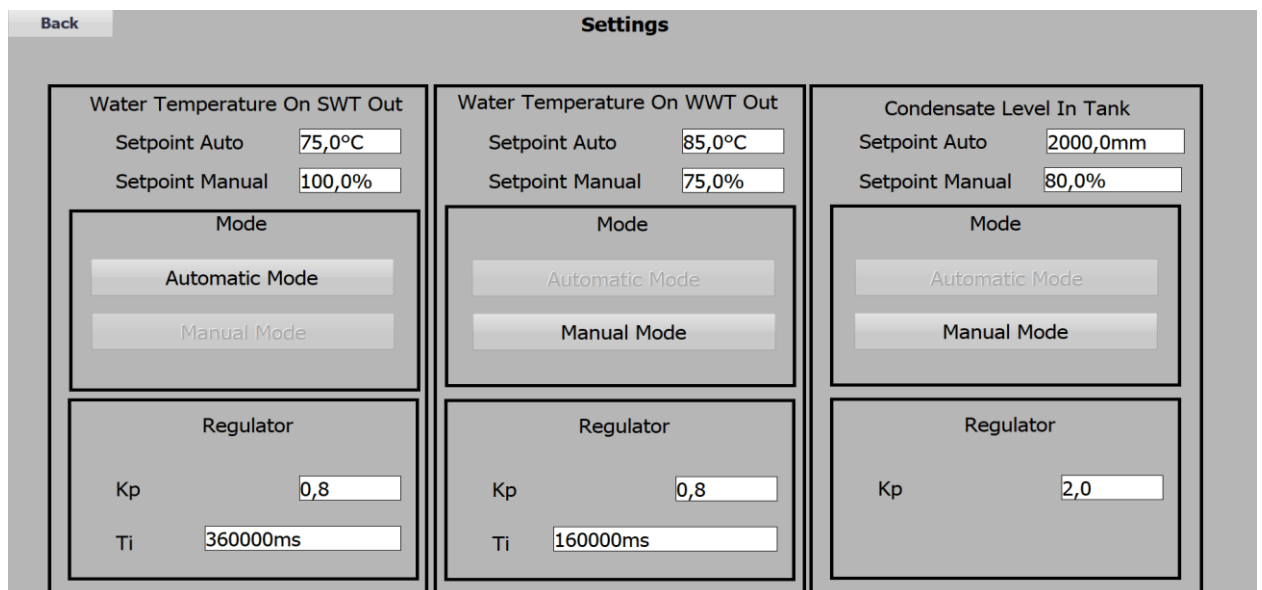 Back
Settings
Water Temperature On SWT Out
Setpoint Auto 75,0ºC
Setpoint Manual 100,0%
Mode
Automatic Mode
Manual Mode
Regulator
Kp 0,8
Ti 360000ms
Water Temperature On WWT Out
Setpoint Auto 85,0ºC
Setpoint Manual 75,0%
Mode
Automatic Mode
Manual Mode
Regulator
Kp 0,8
Ti 160000ms
Condensate Level In Tank
Setpoint Auto 2000,0mm
Setpoint Manual 80,0%
Mode
Automatic Mode
Manual Mode
Regulator
Kp 2,0